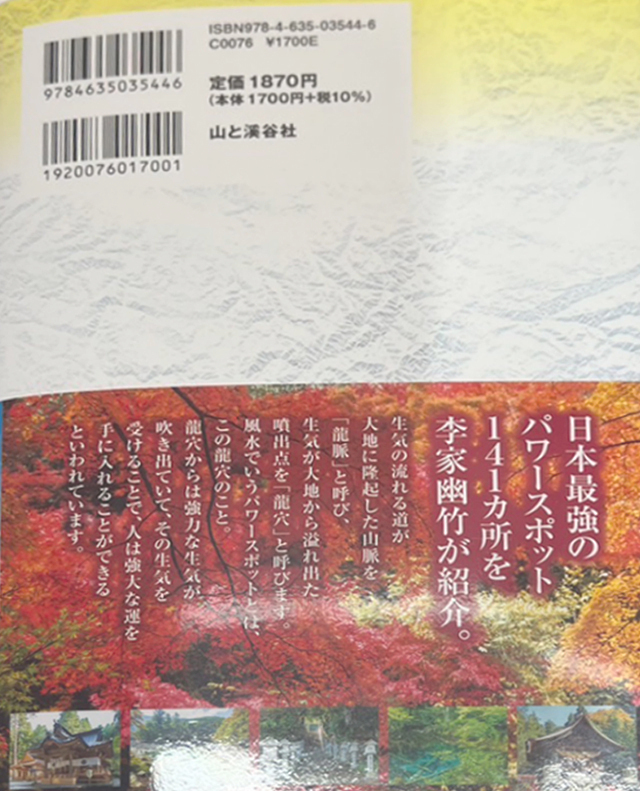 ISBN978-4-635-03544-6
C0076 ¥1700E
9784635035446
定価1870円
(本体1700円+税10%)
山と溪谷社
1920076017001
日本最強の
パワースポット
141カ所を
李家幽竹が紹介。
生気の流れる道が
大地に隆起した山脈を
「龍脈」と呼び、
生気が大地から溢れ出た
噴出点を「龍穴」と呼びます。
風水でいうパワースポットとは、
この龍穴のこと。
龍穴からは強力な生気が
吹き出ていて、その生気を
受けることで、人は強大な運を
手に入れることができる
といわれています。